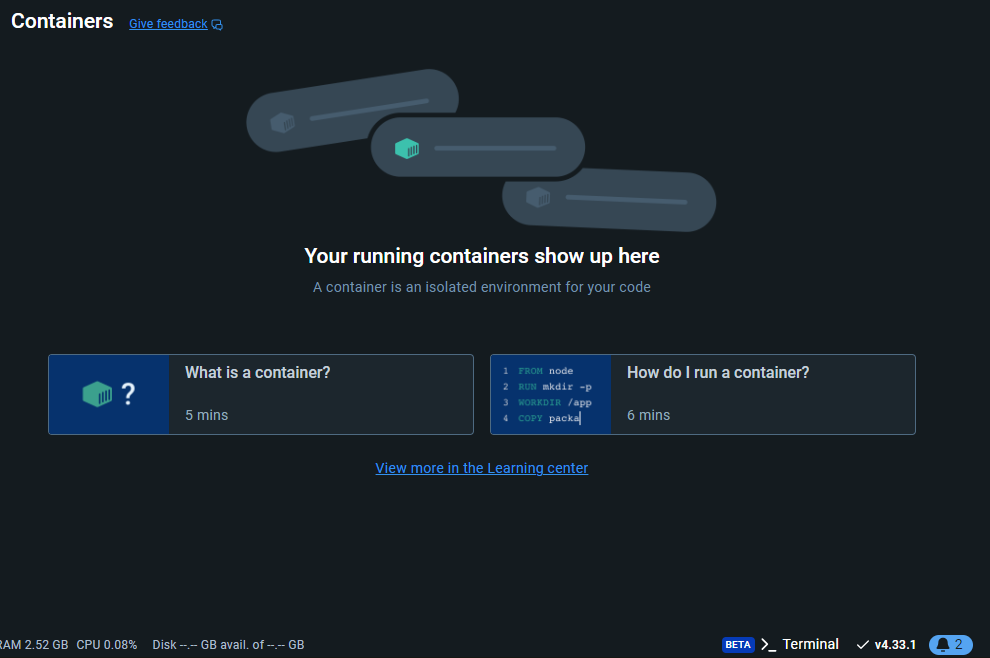 Containers Give feedback
Your running containers show up here
A container is an isolated environment for your code
?
What is a container?
5 mins
1 FROM node
2 RUN mkdir -p
3 WORKDIR /app
4 COPY packa
How do I run a container?
6 mins
View more in the Learning center
RAM 2.52 GB CPU 0.08% Disk --.-- GB avail. of --.-- GB BETA >_ Terminal v4.33.1 2